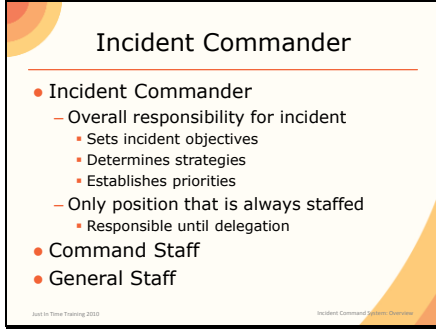 Incident Commander
• Incident Commander
– Overall responsibility for incident
▪ Sets incident objectives
▪ Determines strategies
▪ Establishes priorities
– Only position that is always staffed
▪ Responsible until delegation
• Command Staff
• General Staff
Just in Time Training 2010
Incident Command System: Overview